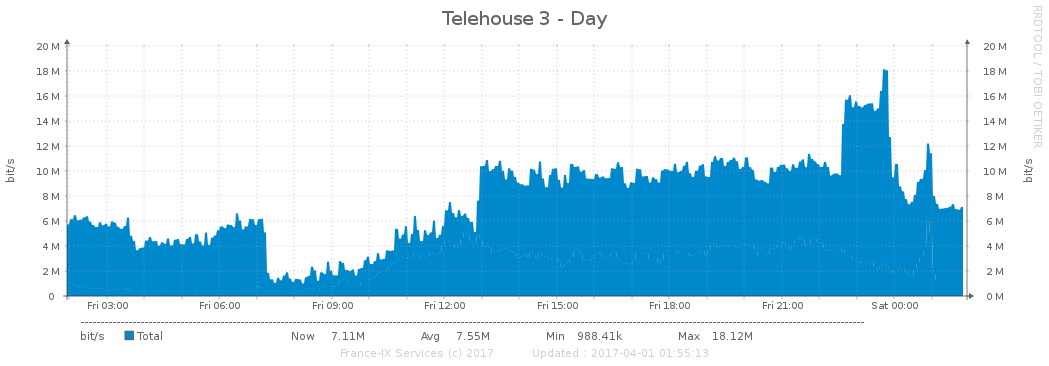 Telehouse 3 - Day
RRDTOOL / TOBI OETIKER
bit/s
bit/s
20 M 20 M
18 M 18 M
16 M 16 M
14 M 14 M
12 M 12 M
10 M 10 M
8 M 8 M
6 M 6 M
4 M 4 M
2 M 2 M
0 0 M
Fri 03:00 Fri 06:00 Fri 09:00 Fri 12:00 Fri 15:00 Fri 18:00 Fri 21:00 Sat 00:00
bit/s Total Now 7.11M Avg 7.55M Min 988.41k Max 18.12M
France-IX Services (c) 2017 Updated : 2017-04-01 01:55:13